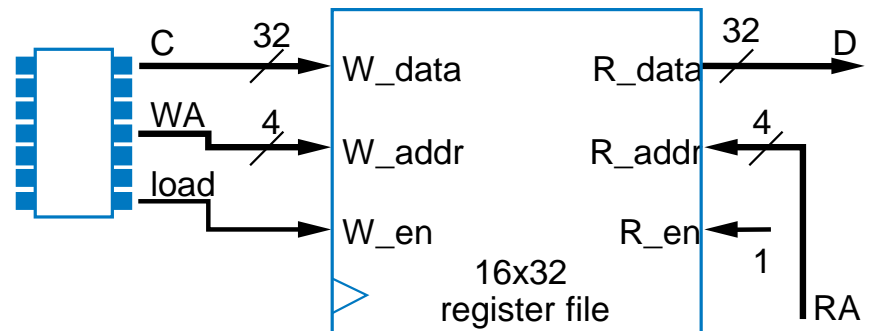 C 32 32 D
W_data R_data
WA 4 4
W_addr R_addr
load
W_en R_en
1
16x32
register file
RA